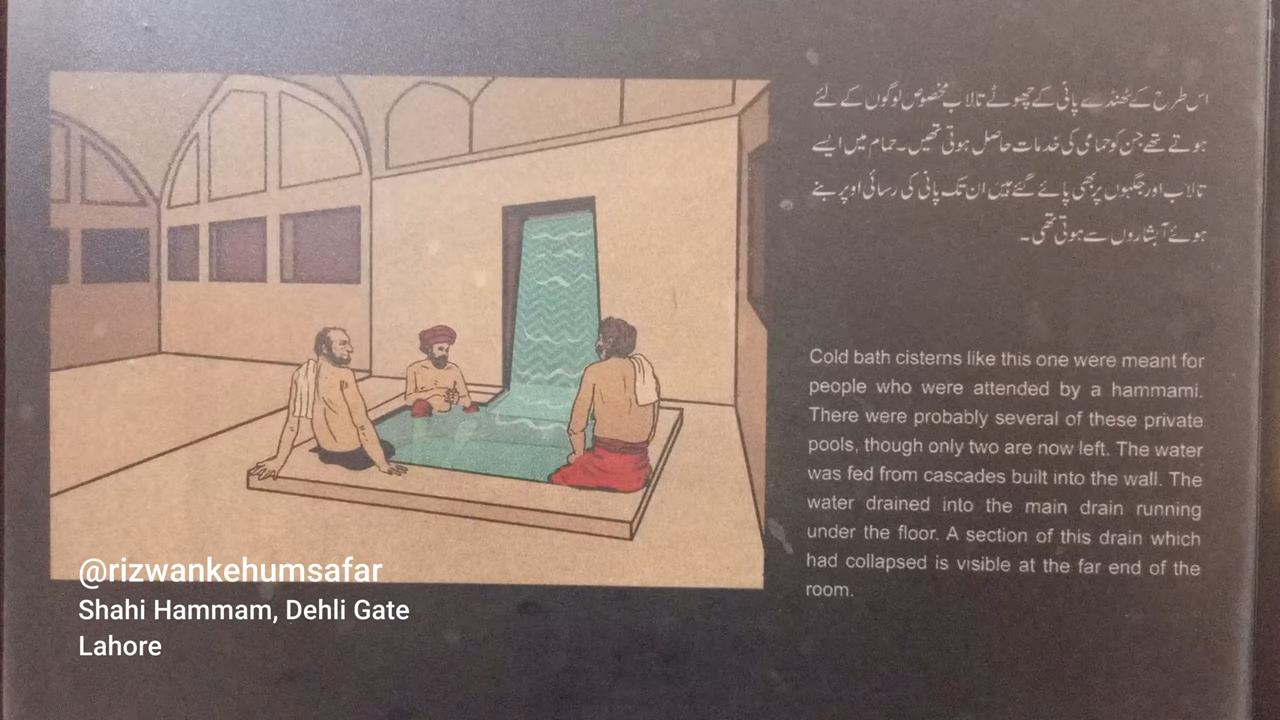 اس طرح کے ٹھنڈے پانی کے چھوٹے تالاب مخصوص لوگوں کے لئے
ہوتے تھے جن کو حمامی کی خدمات حاصل ہوتی تھیں۔ حمام میں ایسے
تالاب اور جگہوں پر بھی پائے گئے ہیں ان تک پانی کی رسائی اوپر بنے
ہوئے آبشاروں سے ہوتی تھی۔
Cold bath cisterns like this one were meant for
people who were attended by a hammami.
There were probably several of these private
pools, though only two are now left. The water
was fed from cascades built into the wall. The
water drained into the main drain running
under the floor. A section of this drain which
had collapsed is visible at the far end of the
room.
@rizwankehumsafar
Shahi Hammam, Dehli Gate
Lahore